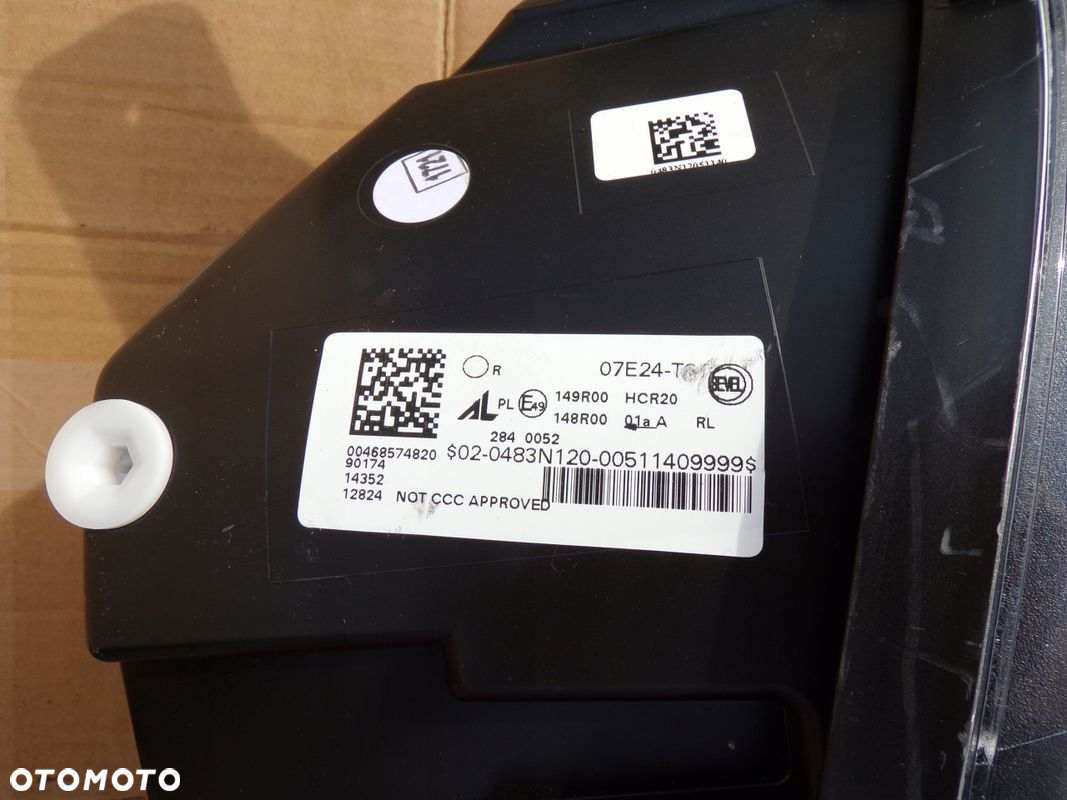 0483N12051140
R
07E24-T
AL PL E49 149R00 HCR20
148R00 01a A RL
284 0052
00468574820 $02-0483N120-00511409999$
90174
14352
12824 NOT CCC APPROVED
OTOMOTO